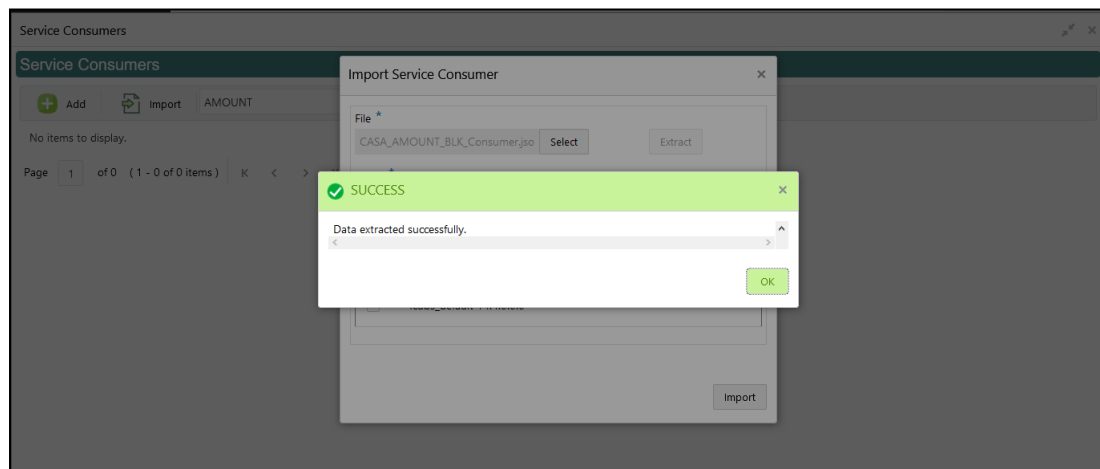 Service Consumers
Service Consumers
Add Import AMOUNT
No items to display.
Page 1 of 0 ( 1 - 0 of 0 items )
Import Service Consumer
File *
CASA_AMOUNT_BLK_Consumer.jso Select Extract
SUCCESS
Data extracted successfully.
OK
Import